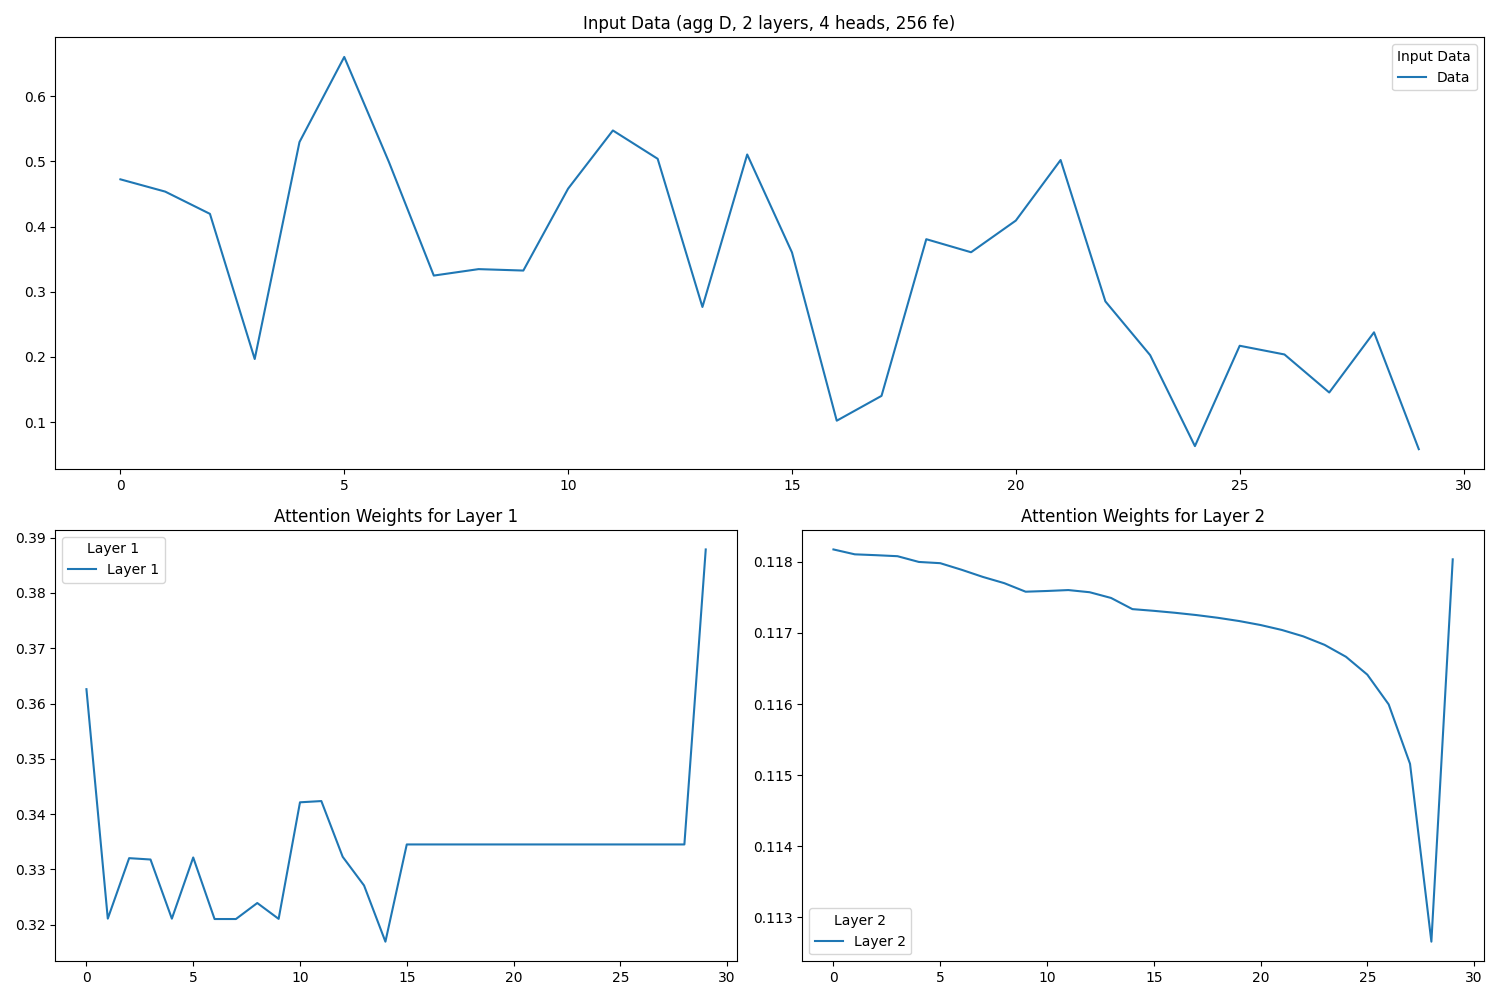 Input Data (agg D, 2 layers, 4 heads, 256 fe)
Input Data
Data
0.6
0.5
0.4
0.3
0.2
0.1
0 5 10 15 20 25 30
Attention Weights for Layer 1
Layer 1
Layer 1
0.39
0.38
0.37
0.36
0.35
0.34
0.33
0.32
0 5 10 15 20 25 30
Attention Weights for Layer 2
0.118
0.117
0.116
0.115
0.114
0.113
Layer 2
Layer 2
0 5 10 15 20 25 30